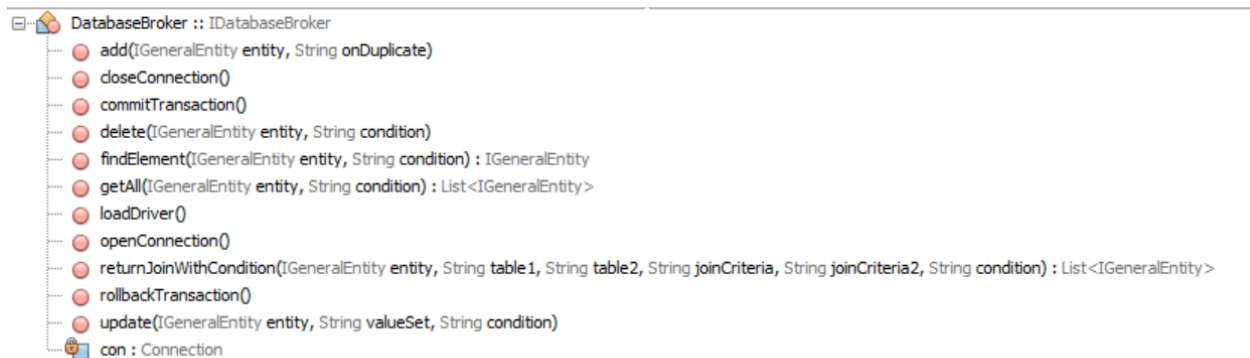 DatabaseBroker :: IDatabaseBroker
add(IGeneralEntity entity, String onDuplicate)
closeConnection()
commitTransaction()
delete(IGeneralEntity entity, String condition)
findElement(IGeneralEntity entity, String condition) : IGeneralEntity
getAll(IGeneralEntity entity, String condition) : List<IGeneralEntity>
loadDriver()
openConnection()
returnJoinWithCondition(IGeneralEntity entity, String table1, String table2, String joinCriteria, String joinCriteria2, String condition) : List<IGeneralEntity>
rollbackTransaction()
update(IGeneralEntity entity, String valueSet, String condition)
con : Connection